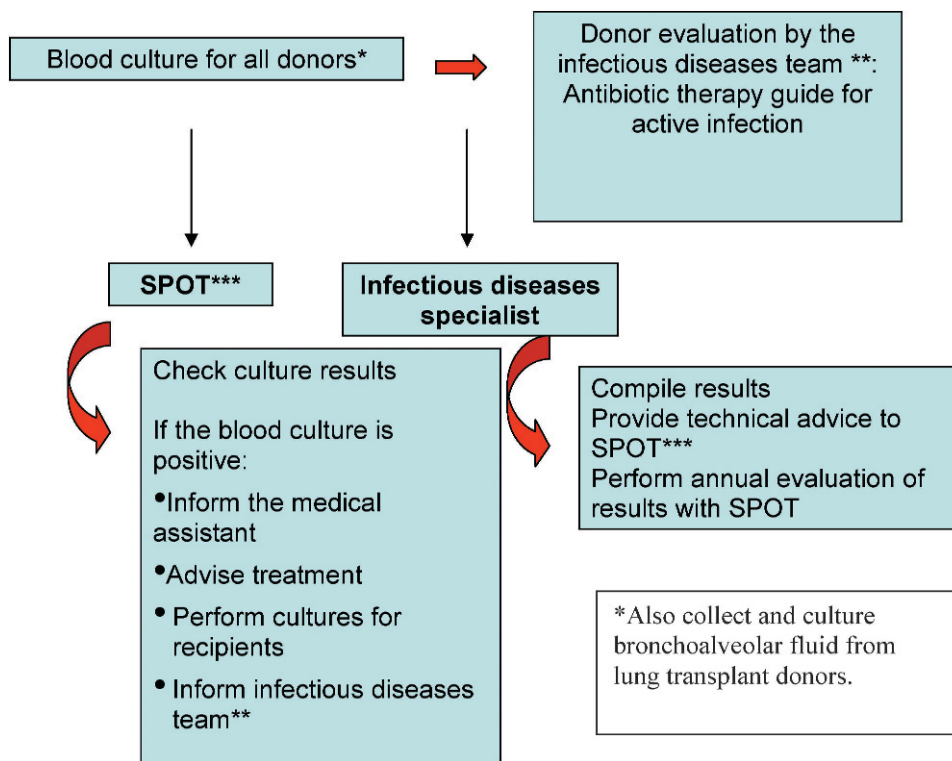 Blood culture for all donors*
Donor evaluation by the
infectious diseases team **:
Antibiotic therapy guide for
active infection
SPOT***
Infectious diseases
specialist
Check culture results
If the blood culture is
positive:
•Inform the medical
assistant
•Advise treatment
• Perform cultures for
recipients
• Inform infectious diseases
team**
Compile results
Provide technical advice to
SPOT***
Perform annual evaluation of
results with SPOT
*Also collect and culture
bronchoalveolar fluid from
lung transplant donors.